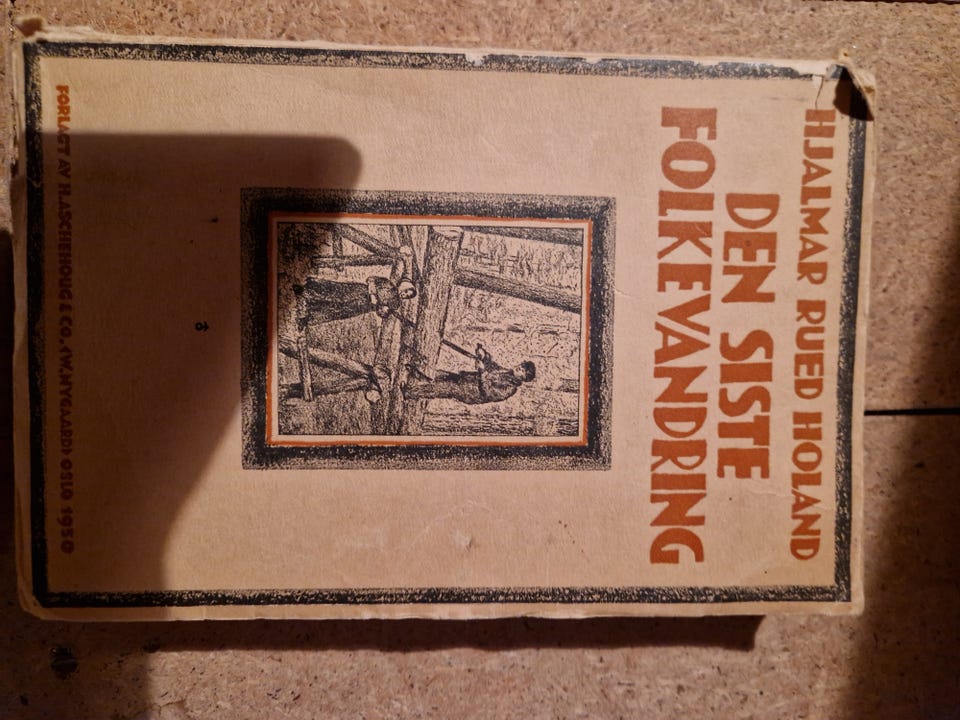 HJALMAR RUED HOLAND
DEN SISTE
FOLKEVANDRING
FORLAGT AV H. ASCHEHOUG & CO. (W. NYGAARD) OSLO 1930